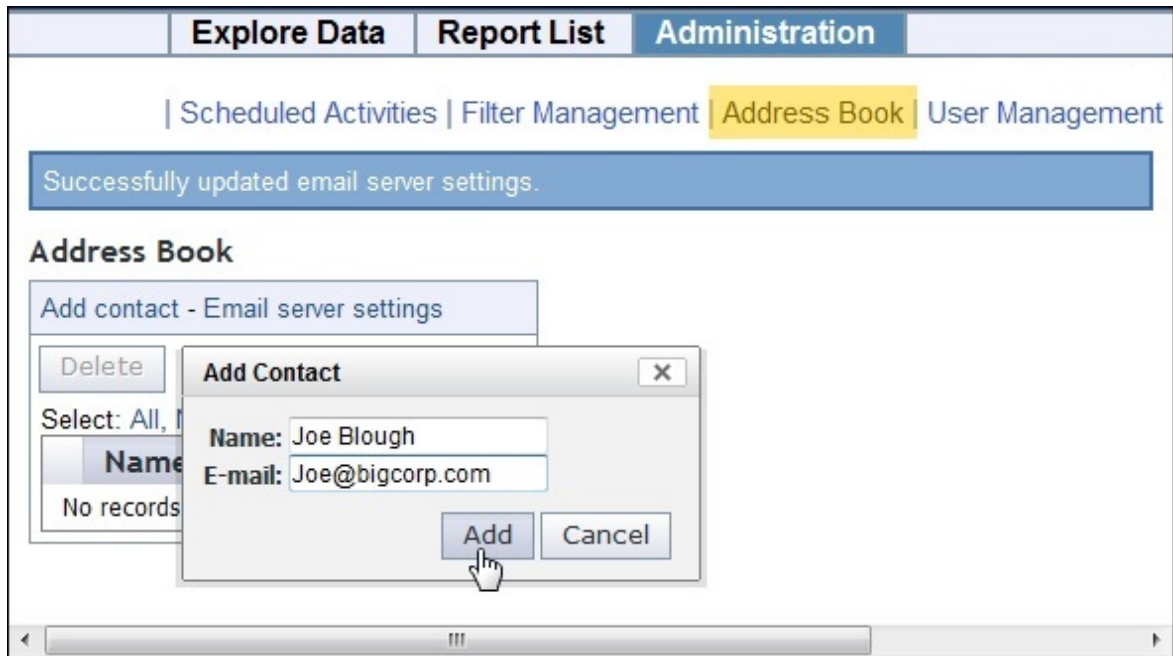 Explore Data Report List Administration
| Scheduled Activities | Filter Management | Address Book | User Management
Successfully updated email server settings.
Address Book
Add contact - Email server settings
Delete
Add Contact
Select: All,
Name: Joe Blough
Name
E-mail: Joe@bigcorp.com
No records
Add Cancel